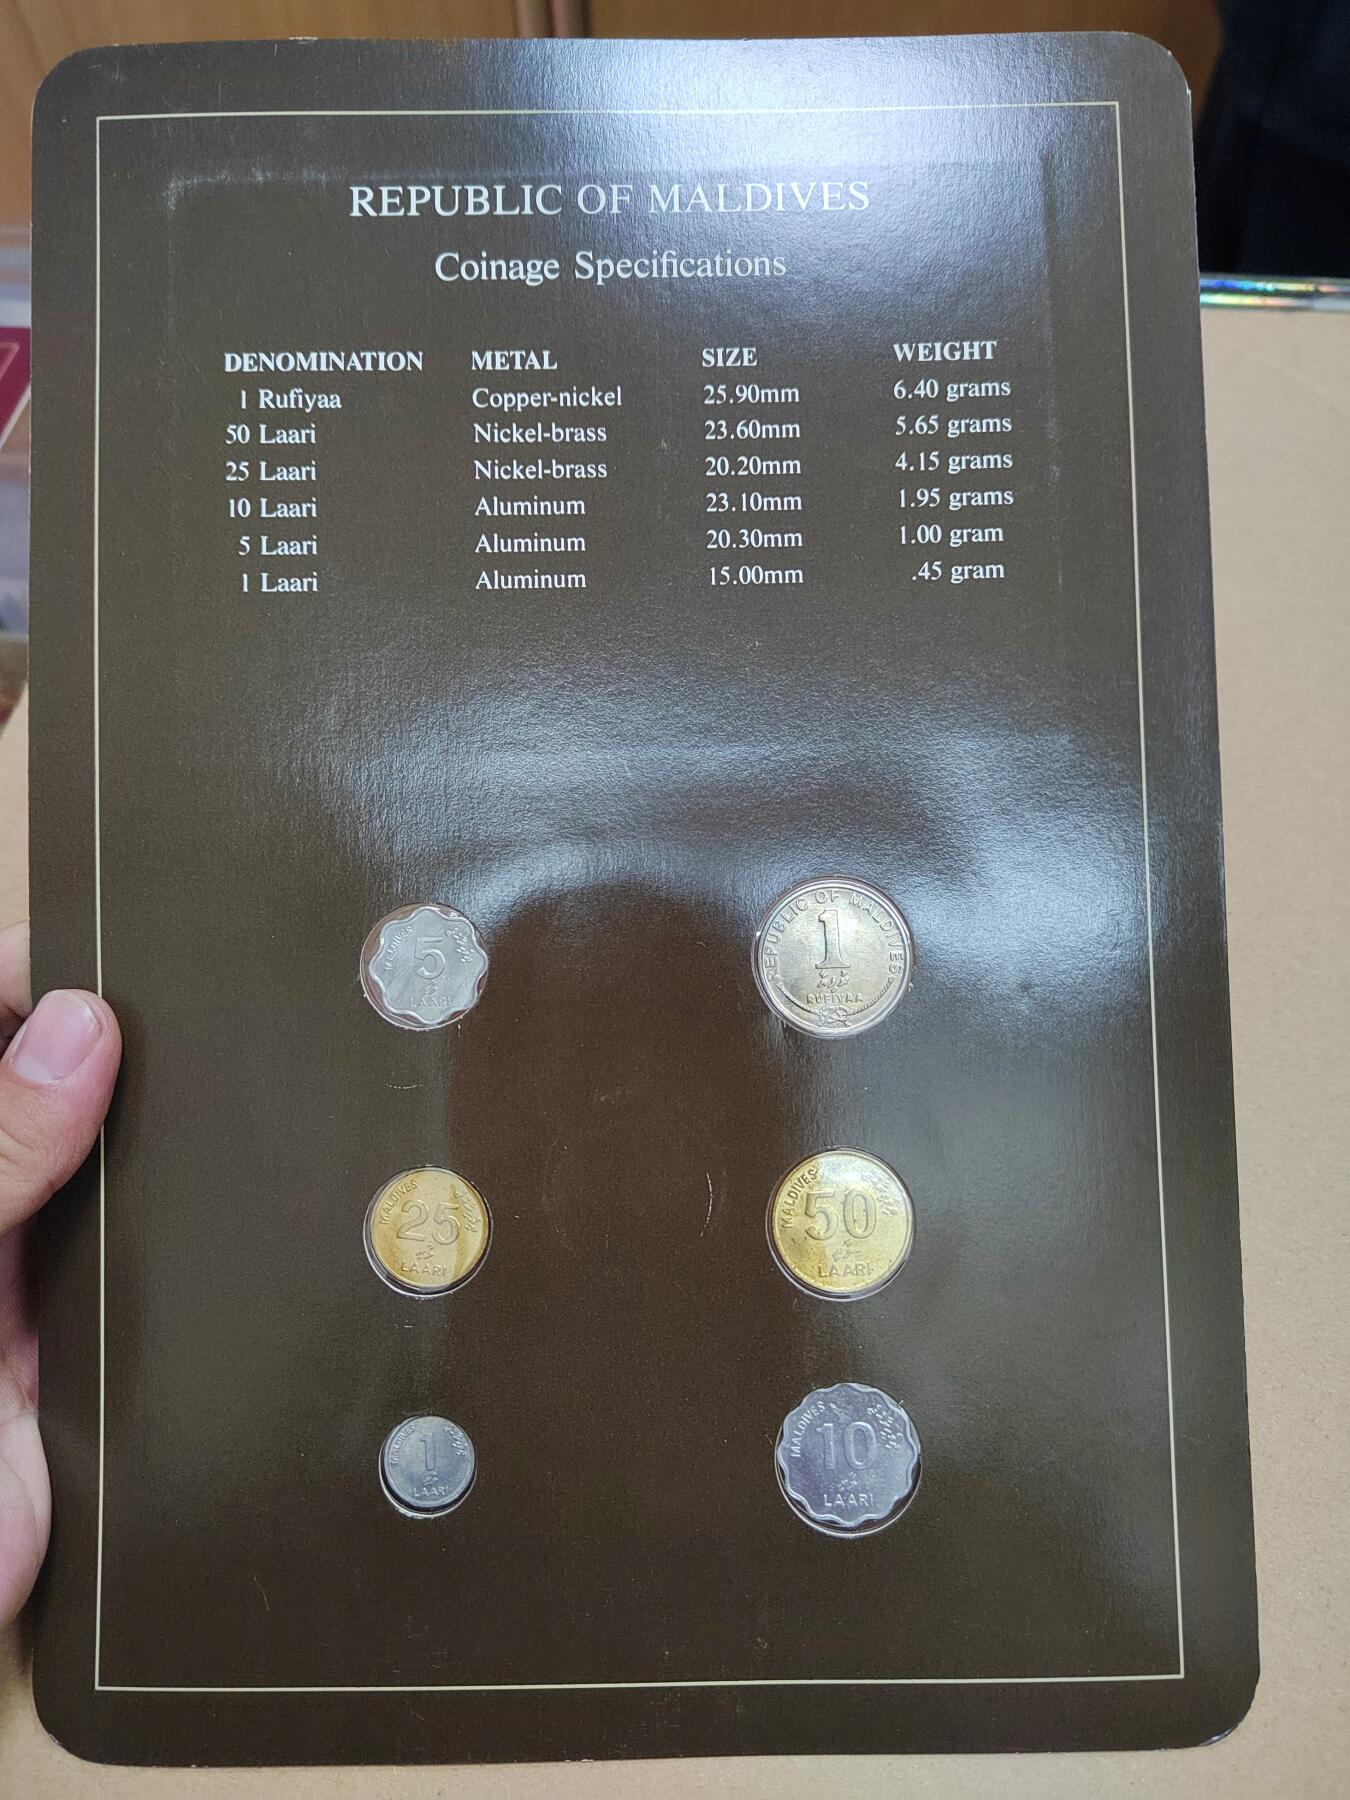 REPUBLIC OF MALDIVES
Coinage Specifications
DENOMINATION METAL SIZE WEIGHT
1 Rufiyaa Copper-nickel 25.90mm 6.40 grams
50 Laari Nickel-brass 23.60mm 5.65 grams
25 Laari Nickel-brass 20.20mm 4.15 grams
10 Laari Aluminum 23.10mm 1.95 grams
5 Laari Aluminum 20.30mm 1.00 gram
1 Laari Aluminum 15.00mm .45 gram
MALDIVES
5
LAARI
REPUBLIC OF MALDIVES
1
RUFIYAA
MALDIVES
25
LAARI
MALDIVES
50
LAARI
MALDIVES
1
LAARI
MALDIVES
10
LAARI